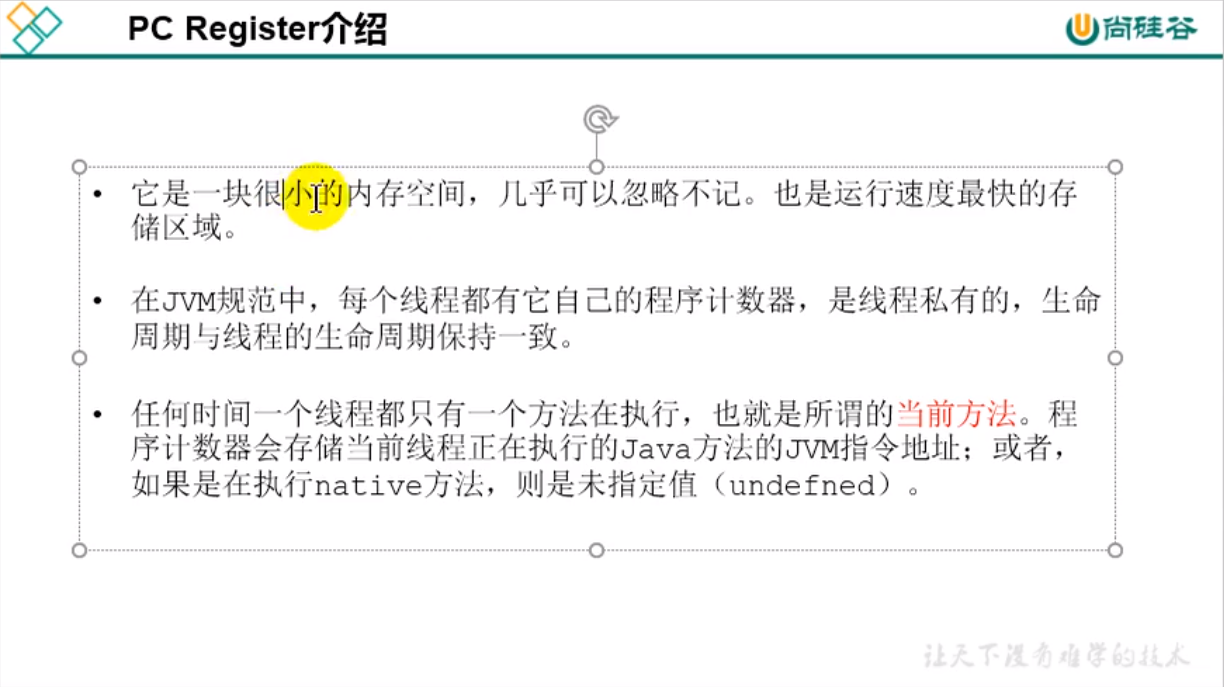 PC Register介绍
尚硅谷
• 它是一块很小的内存空间，几乎可以忽略不记。也是运行速度最快的存
储区域。
• 在JVM规范中，每个线程都有它自己的程序计数器，是线程私有的，生命
周期与线程的生命周期保持一致。
• 任何时间一个线程都只有一个方法在执行，也就是所谓的当前方法。程
序计数器会存储当前线程正在执行的Java方法的JVM指令地址；或者，
如果是在执行native方法，则是未指定值（undefned）。
让天下没有难学的技术